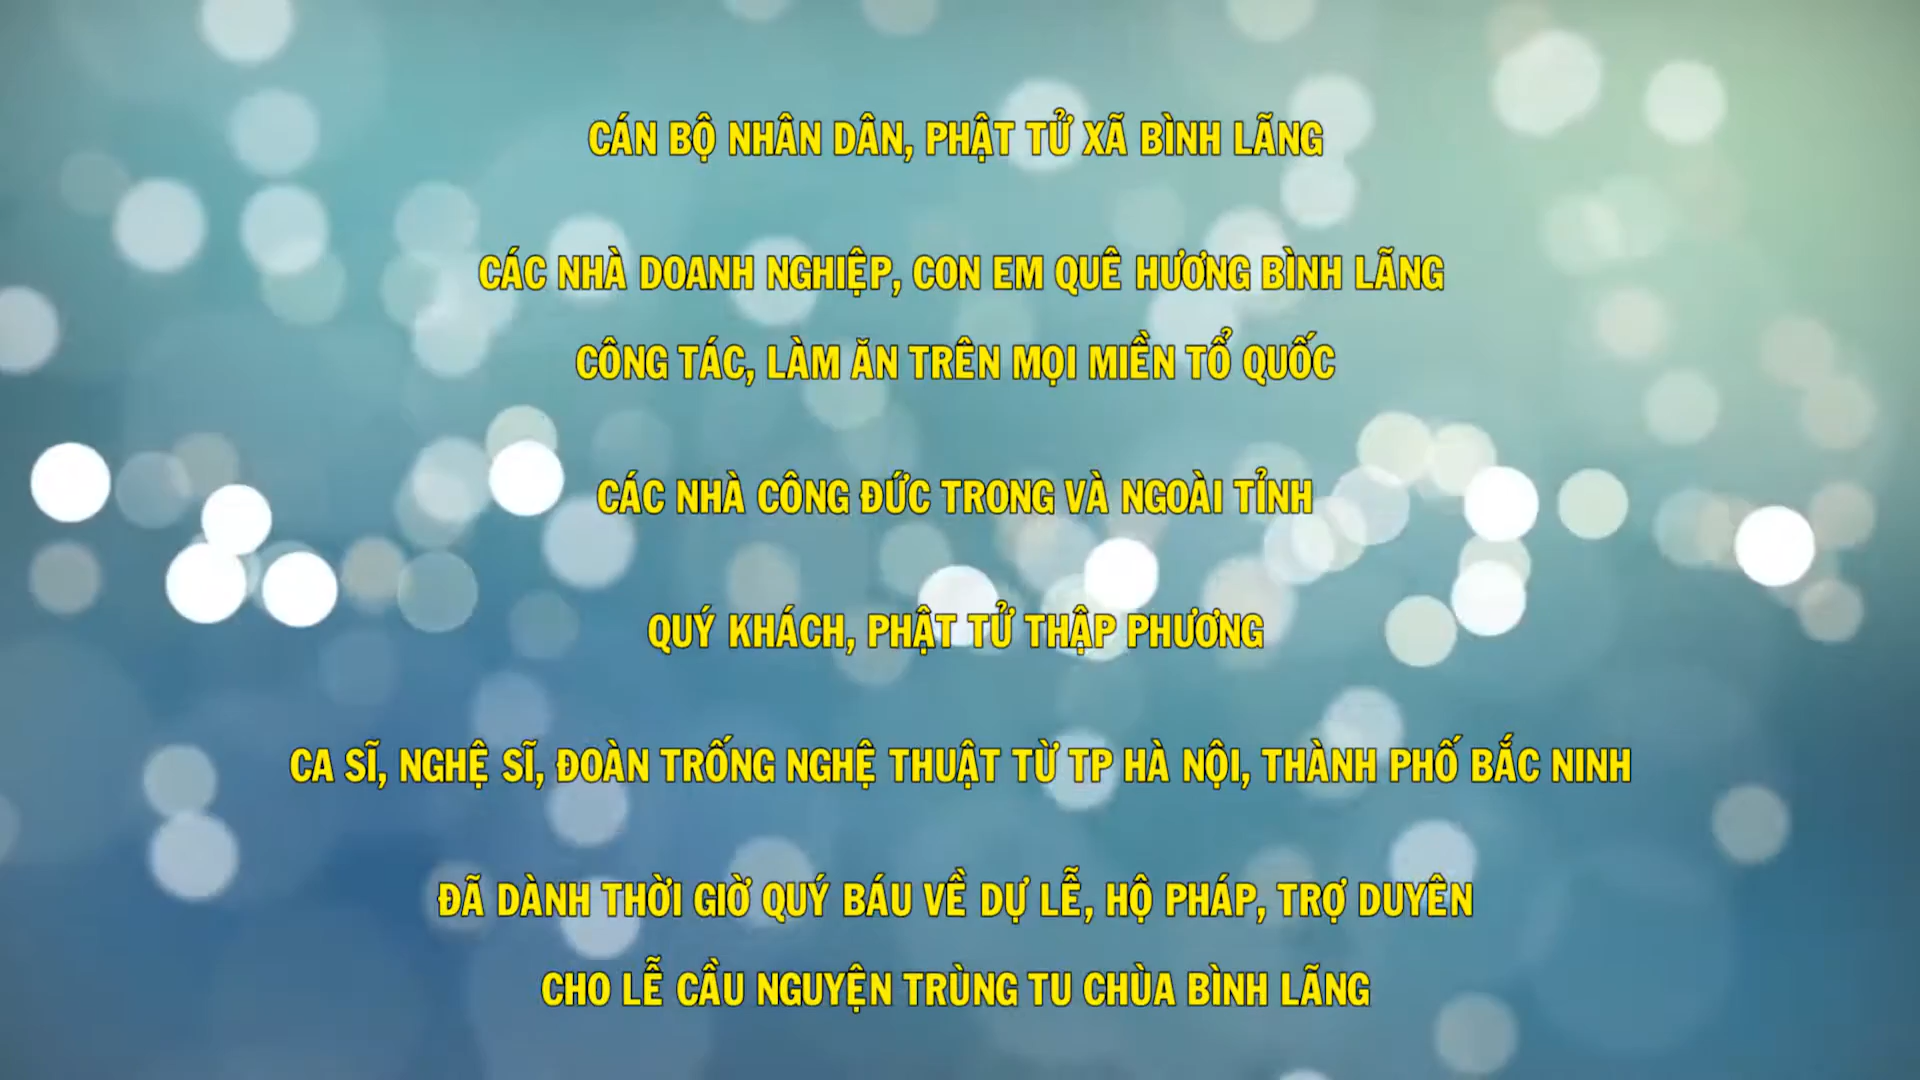 CÁN BỘ NHÂN DÂN, PHẬT TỬ XÃ BÌNH LÃNG
CÁC NHÀ DOANH NGHIỆP, CON EM QUÊ HƯƠNG BÌNH LÃNG
CÔNG TÁC, LÀM ĂN TRÊN MỌI MIỀN TỔ QUỐC
CÁC NHÀ CÔNG ĐỨC TRONG VÀ NGOÀI TỈNH
QUÝ KHÁCH, PHẬT TỬ THẬP PHƯƠNG
CA SĨ, NGHỆ SĨ, ĐOÀN TRỐNG NGHỆ THUẬT TỪ TP HÀ NỘI, THÀNH PHỐ BẮC NINH
ĐÃ DÀNH THỜI GIỜ QUÝ BÁU VỀ DỰ LỄ, HỘ PHÁP, TRỢ DUYÊN
CHO LỄ CẦU NGUYỆN TRÙNG TU CHÙA BÌNH LÃNG